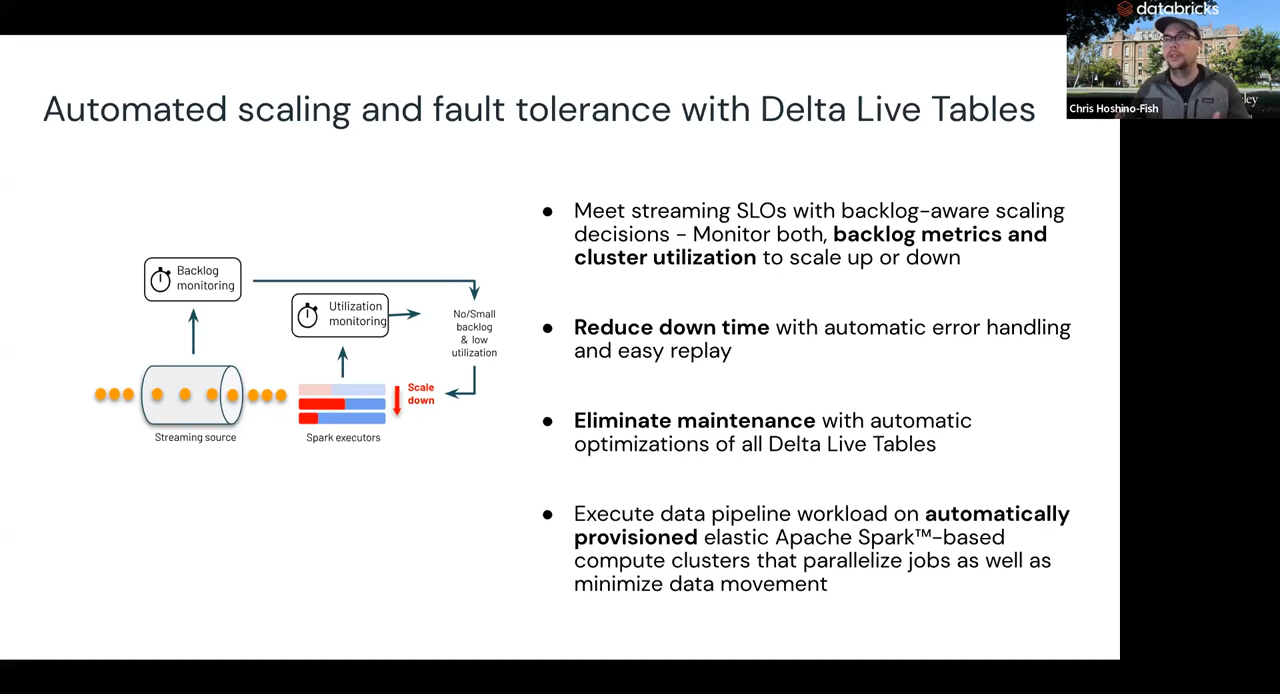 databricks
Chris Hoshino-Fish
Automated scaling and fault tolerance with Delta Live Tables
Backlog
monitoring
Utilization
monitoring
No/Small
backlog
& low
utilization
Scale
down
Streaming source
Spark executors
● Meet streaming SLOs with backlog-aware scaling
decisions - Monitor both, backlog metrics and
cluster utilization to scale up or down
● Reduce down time with automatic error handling
and easy replay
● Eliminate maintenance with automatic
optimizations of all Delta Live Tables
● Execute data pipeline workload on automatically
provisioned elastic Apache Spark™-based
compute clusters that parallelize jobs as well as
minimize data movement